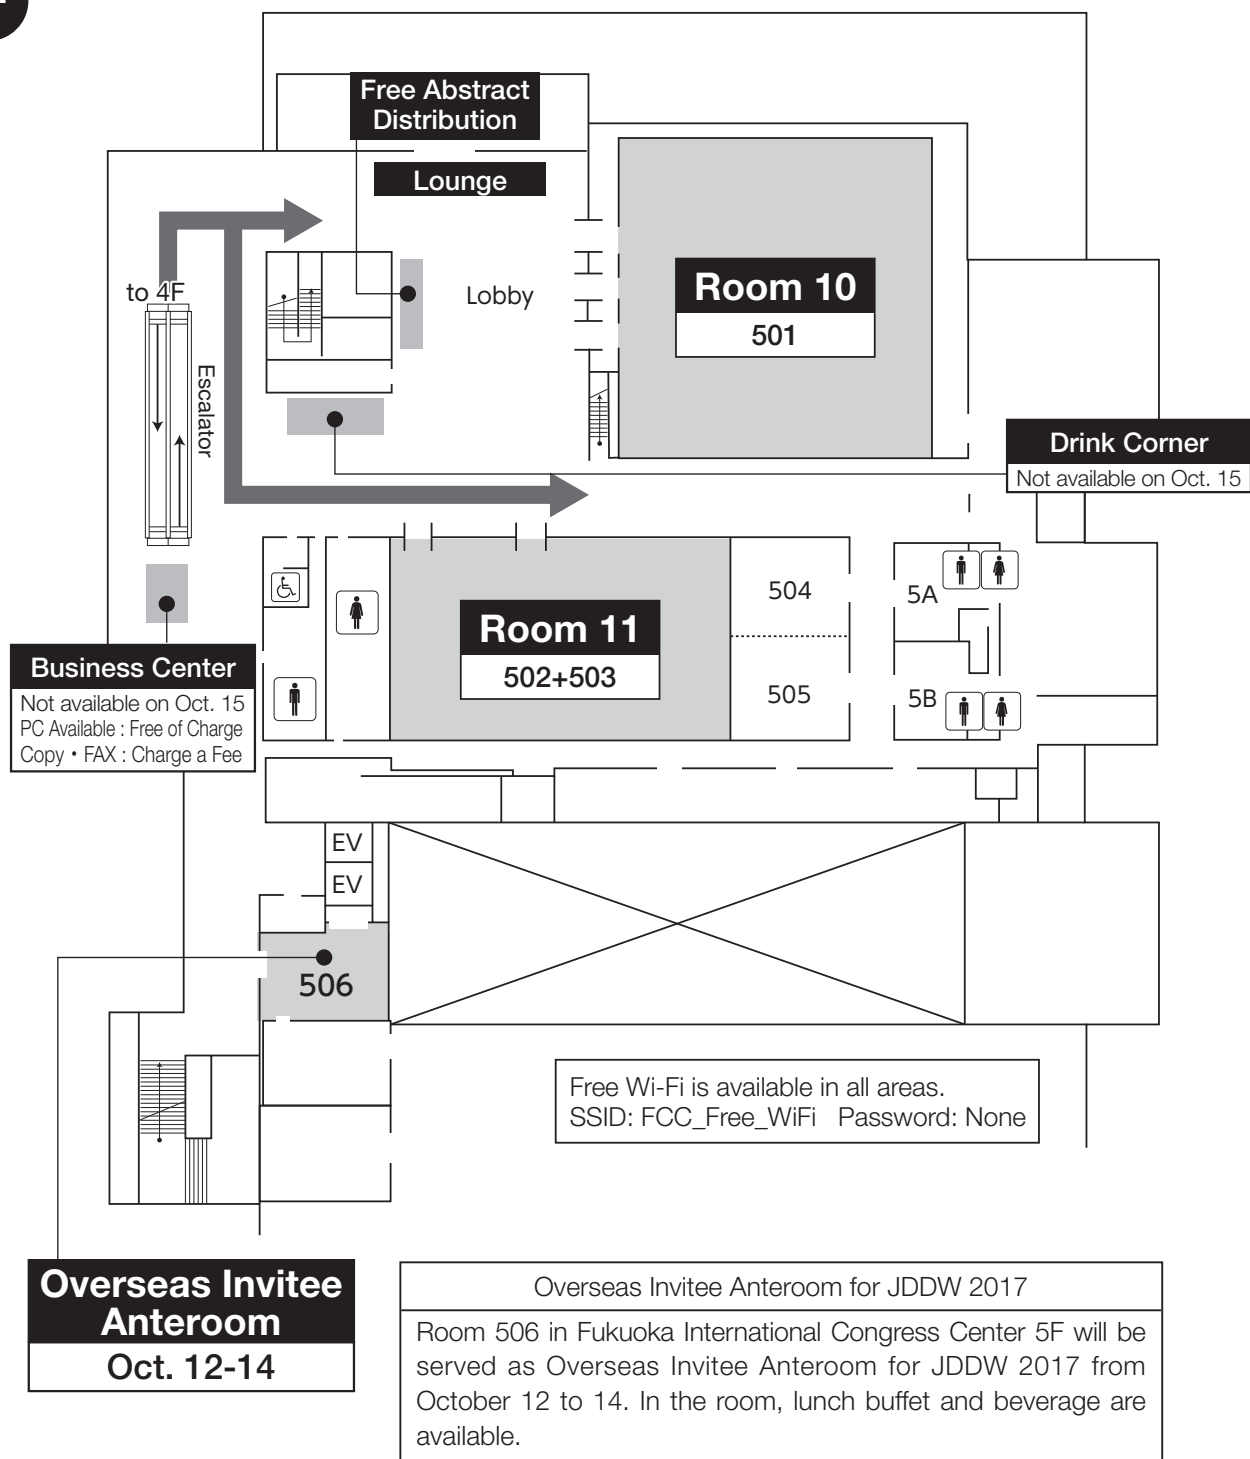 Free Abstract
Distribution
Lounge
to 4F
Lobby
Room 10
501
Escalator
Drink Corner
Not available on Oct. 15
504
5A
Room 11
502+503
505
5B
Business Center
Not available on Oct. 15
PC Available : Free of Charge
Copy・FAX : Charge a Fee
EV
EV
506
Free Wi-Fi is available in all areas.
SSID: FCC_Free_WiFi Password: None
Overseas Invitee
Anteroom
Oct. 12-14
Overseas Invitee Anteroom for JDDW 2017
Room 506 in Fukuoka International Congress Center 5F will be
served as Overseas Invitee Anteroom for JDDW 2017 from
October 12 to 14. In the room, lunch buffet and beverage are
available.